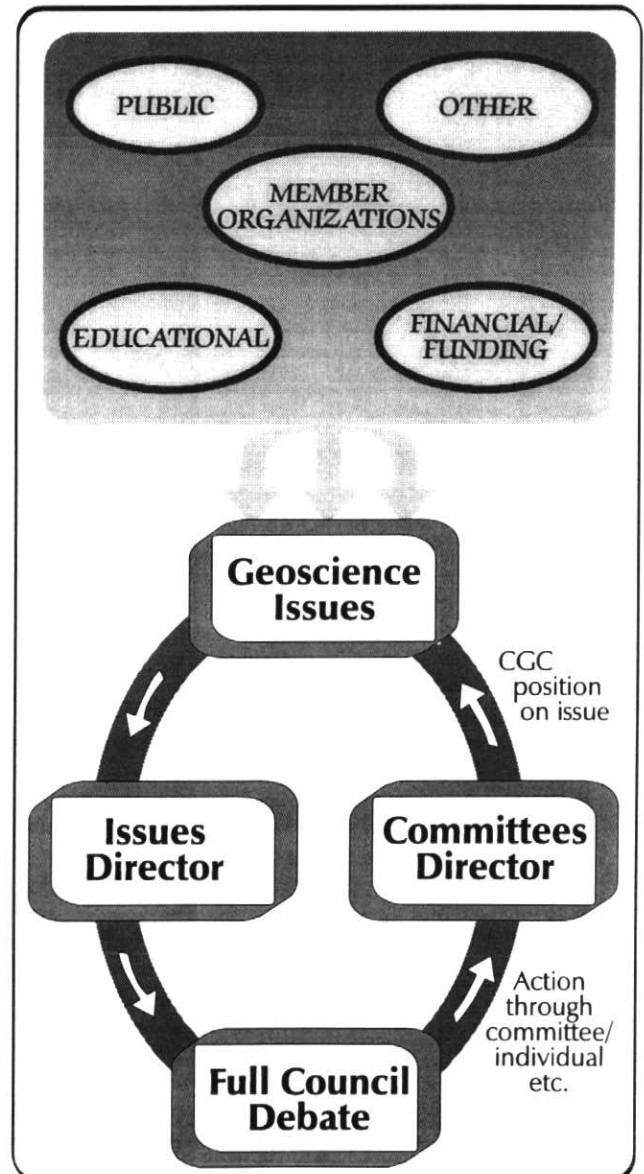 PUBLIC
OTHER
MEMBER
ORGANIZATIONS
EDUCATIONAL
FINANCIAL/
FUNDING
Geoscience
Issues
CGC
position
on issue
Issues
Director
Committees
Director
Action
through
committee/
individual
etc.
Full Council
Debate